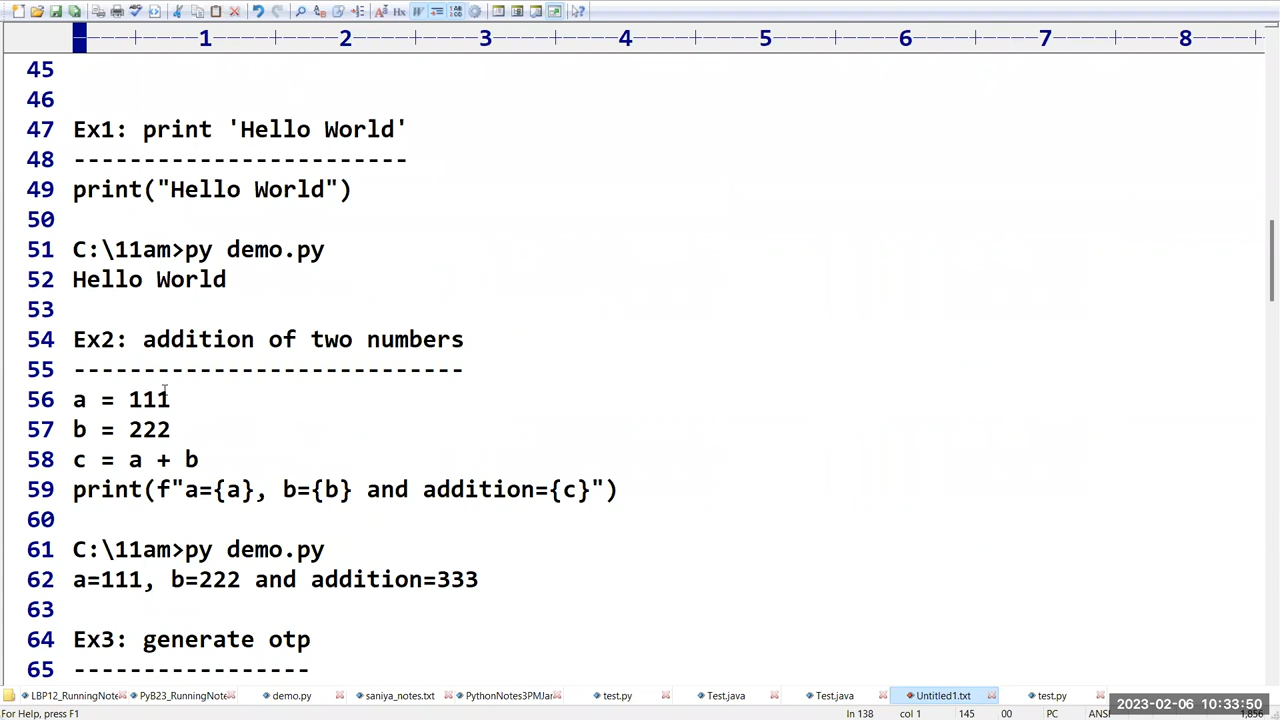 1 2 3 4 5 6 7 8
45
46
47 Ex1: print 'Hello World'
48 ------------------------
49 print("Hello World")
50
51 C:\11am>py demo.py
52 Hello World
53
54 Ex2: addition of two numbers
55 ----------------------------
56 a = 111
57 b = 222
58 c = a + b
59 print(f"a={a}, b={b} and addition={c}")
60
61 C:\11am>py demo.py
62 a=111, b=222 and addition=333
63
64 Ex3: generate otp
65 -----------------
LBP12_RunningNote PyB23_RunningNote demo.py saniya_notes.txt PythonNotes3PMJar test.py Test.java Test.java Untitled1.txt test.py
2023-02-06 10:33:50
For Help, press F1 ln 138 col 1 145 00 PC ANSI